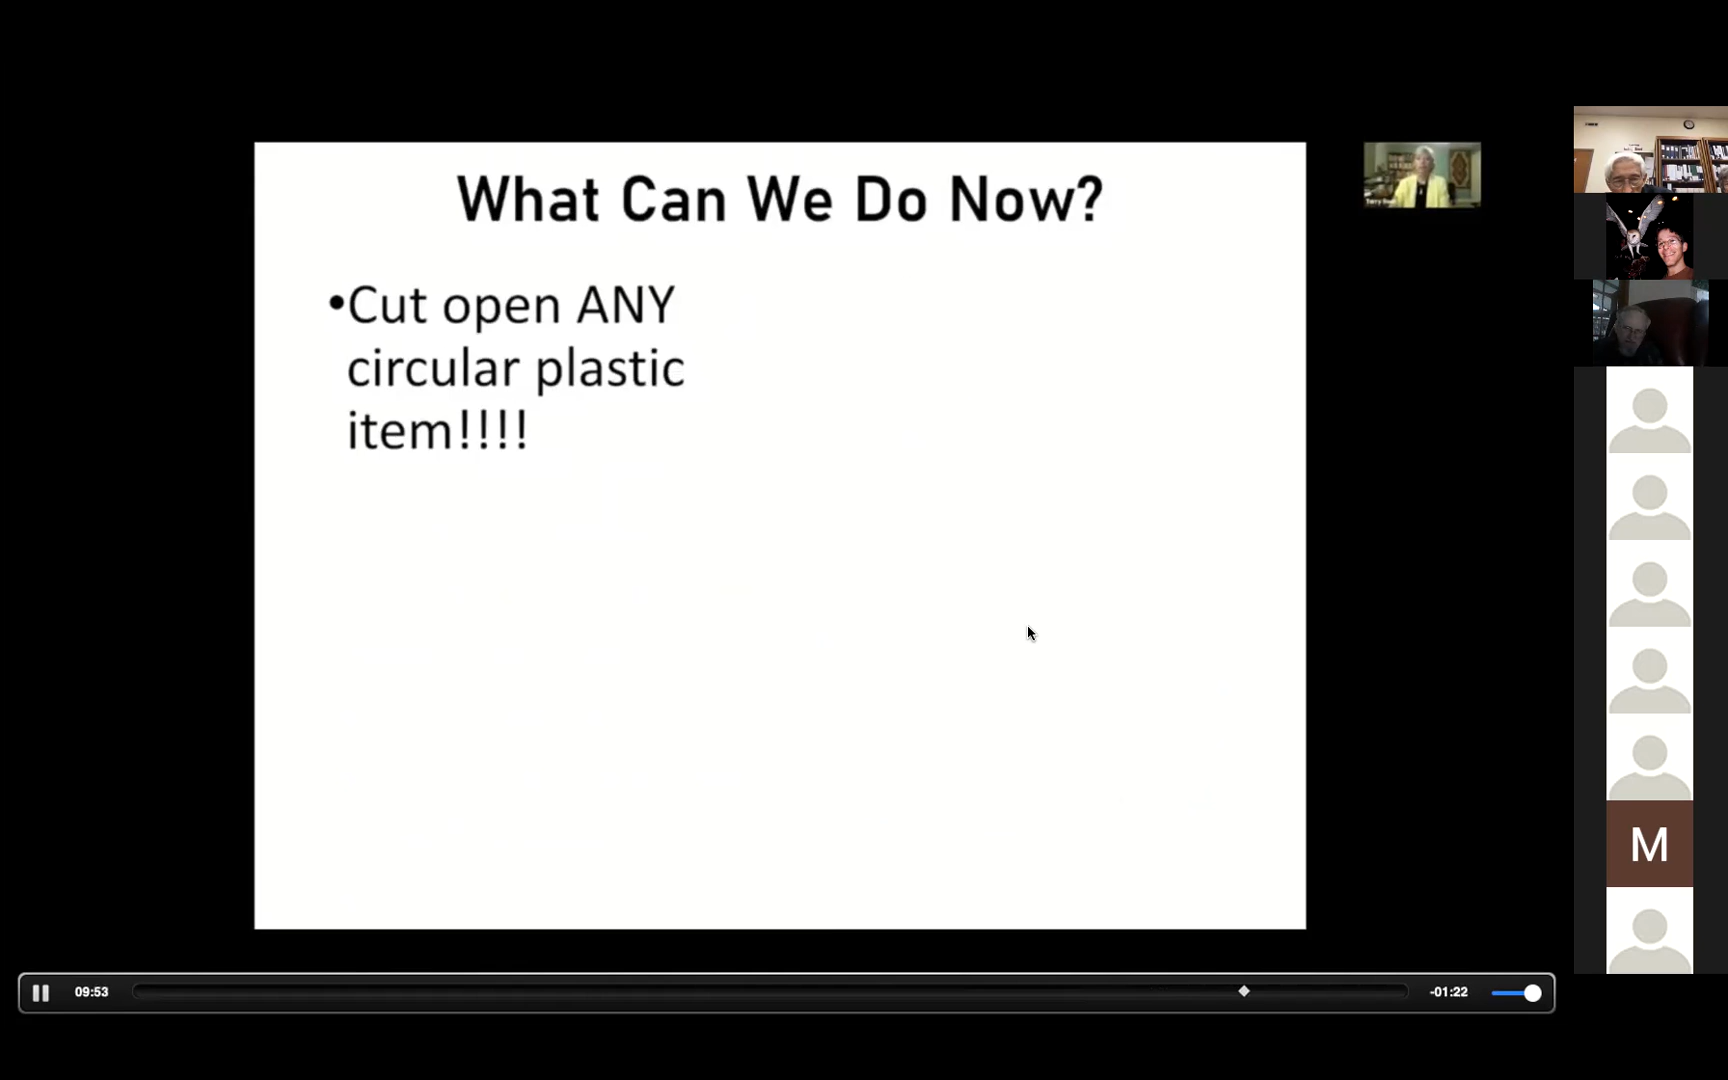 What Can We Do Now?
•Cut open ANY
circular plastic
item!!!!
M
09:53
-01:22